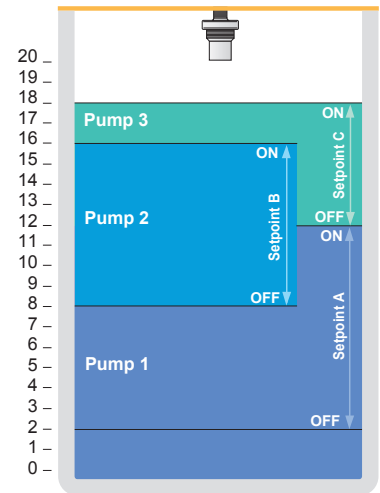 20
19
18
17
16
15
14
13
12
11
10
9
8
7
6
5
4
3
2
1
0
Pump 3
ON
Setpoint C
OFF
Pump 2
ON
Setpoint B
OFF
Pump 1
ON
Setpoint A
OFF